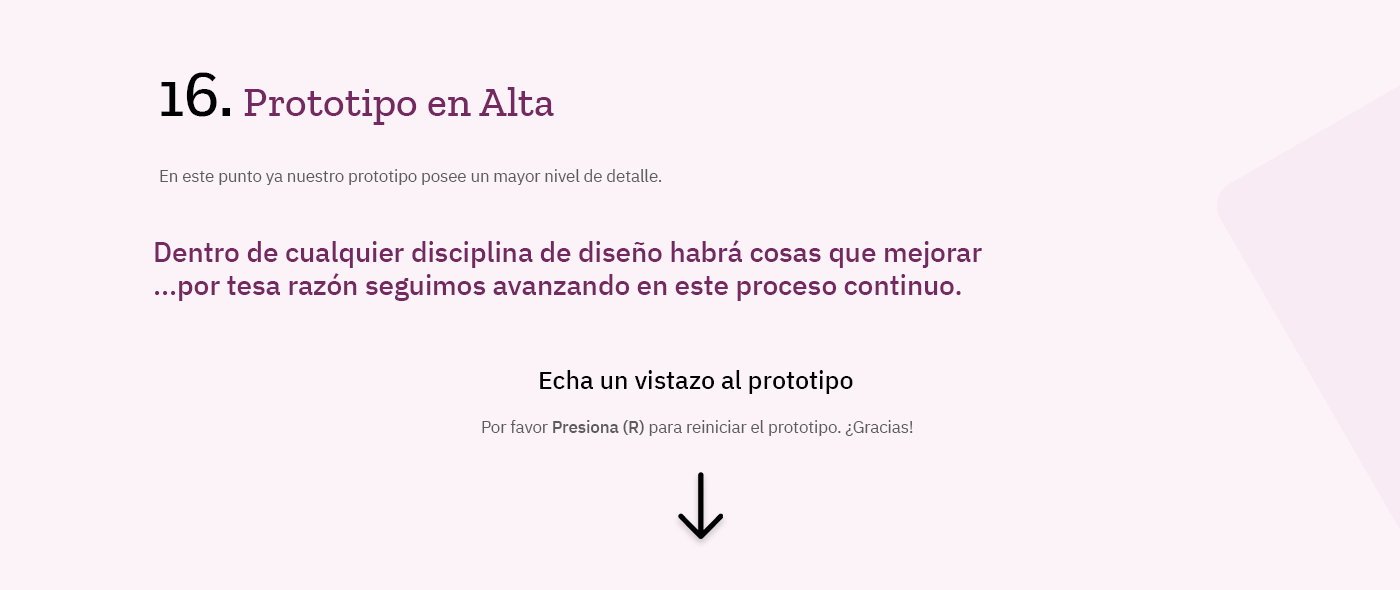 16. Prototipo en Alta
En este punto ya nuestro prototipo posee un mayor nivel de detalle.
Dentro de cualquier disciplina de diseño habrá cosas que mejorar
...por tesa razón seguimos avanzando en este proceso continuo.
Echa un vistazo al prototipo
Por favor Presiona (R) para reiniciar el prototipo. ¿Gracias!